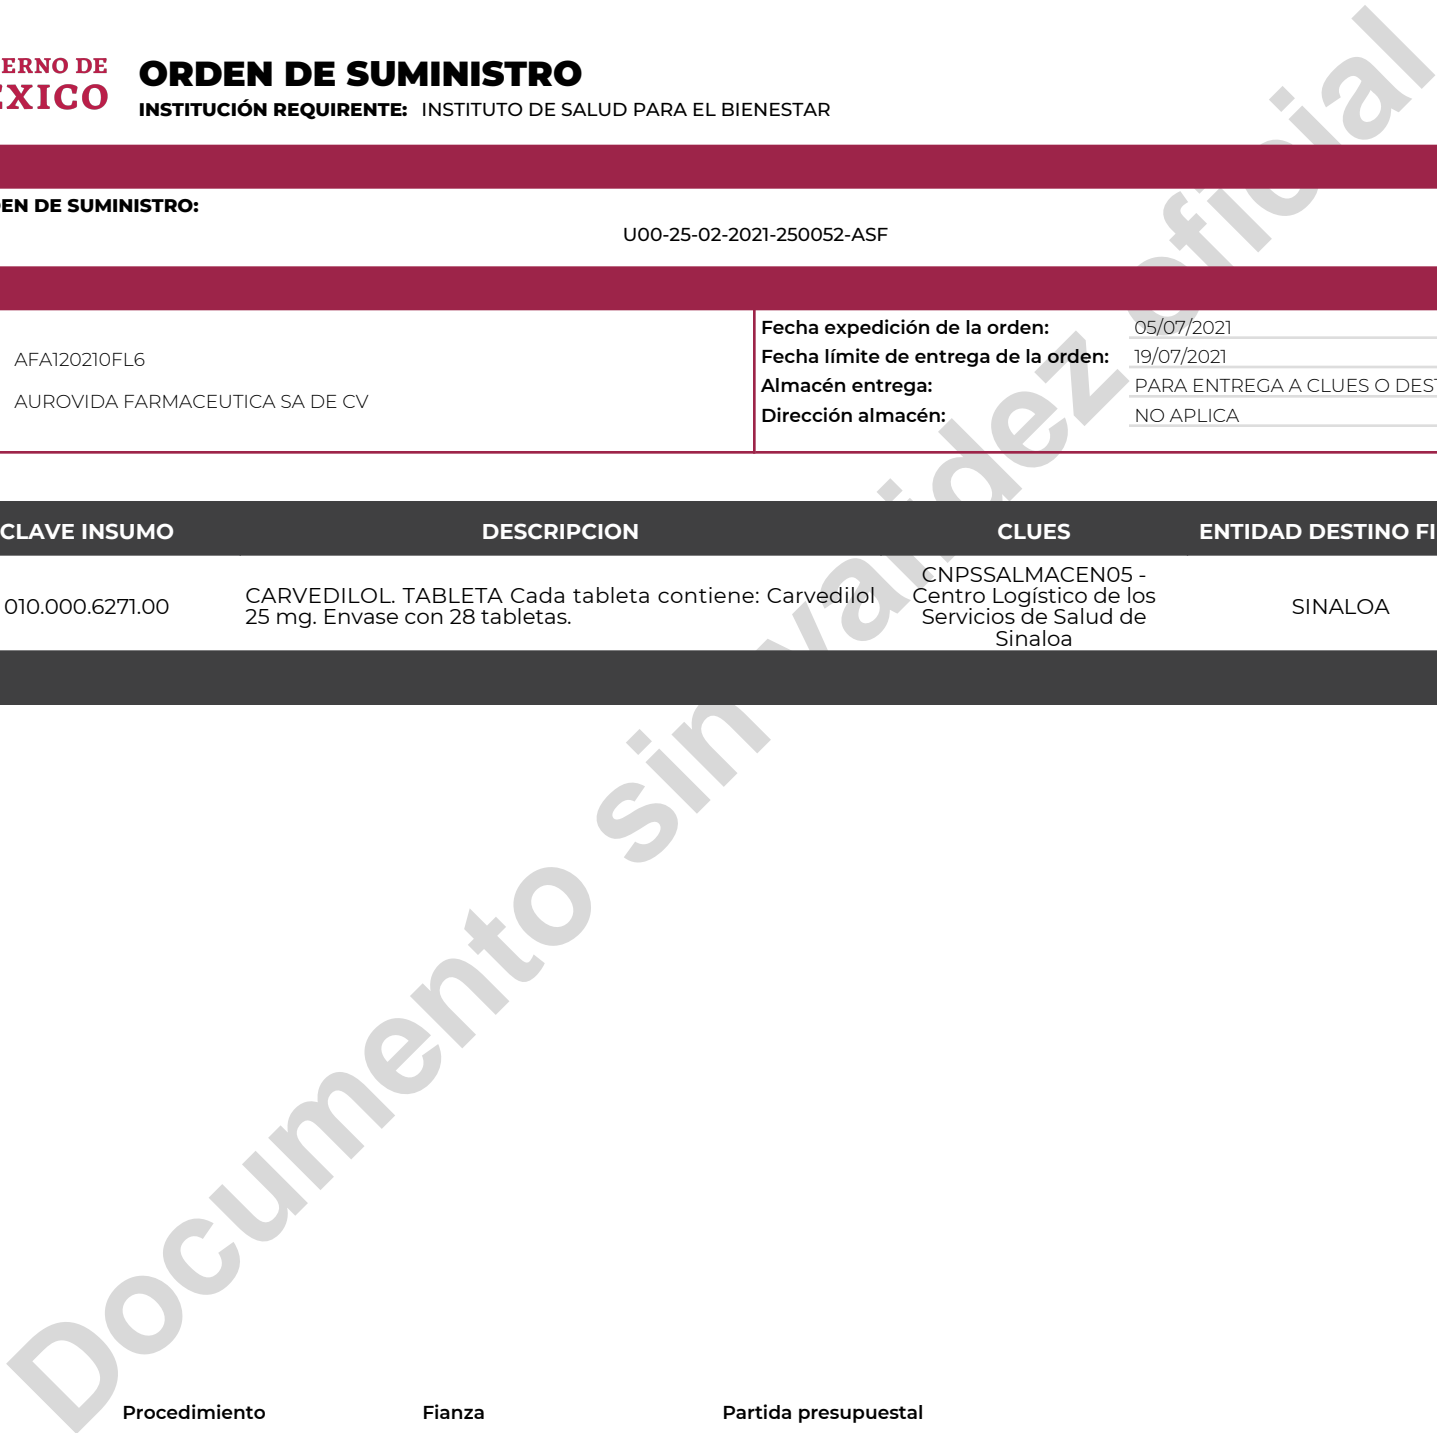 ERNO DE
EXICO
ORDEN DE SUMINISTRO
INSTITUCIÓN REQUIRENTE: INSTITUTO DE SALUD PARA EL BIENESTAR
EN DE SUMINISTRO:
U00-25-02-2021-250052-ASF
AFA120210FL6
AUROVIDA FARMACEUTICA SA DE CV
Fecha expedición de la orden: 05/07/2021
Fecha límite de entrega de la orden: 19/07/2021
Almacén entrega: PARA ENTREGA A CLUES O DEST
Dirección almacén: NO APLICA
CLAVE INSUMO DESCRIPCION CLUES ENTIDAD DESTINO FI
010.000.6271.00
CARVEDILOL. TABLETA Cada tableta contiene: Carvedilol
25 mg. Envase con 28 tabletas.
CNPSSALMACEN05 -
Centro Logístico de los
Servicios de Salud de
Sinaloa
SINALOA
Documento sin validez oficial
Procedimiento Fianza Partida presupuestal